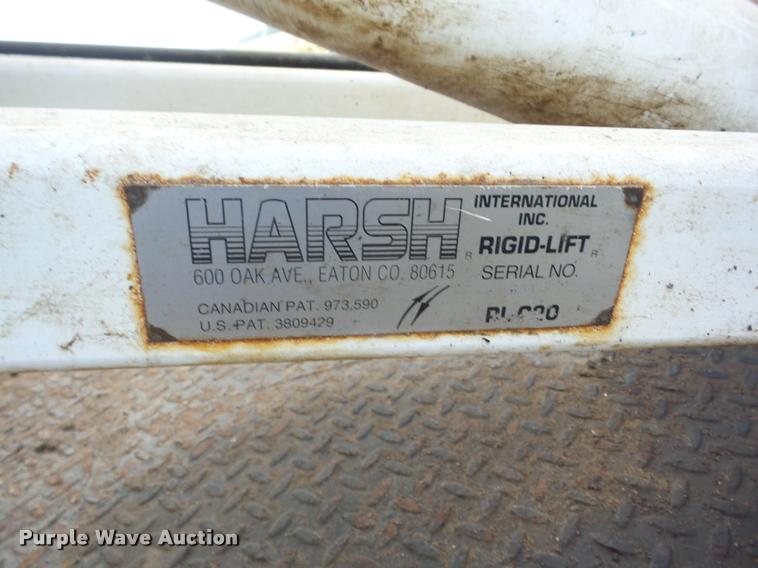 HARSH
®
600 OAK AVE., EATON CO. 80615
CANADIAN PAT. 973,590
U.S. PAT. 3809429
INTERNATIONAL
INC.
RIGID-LIFT ®
SERIAL NO.
Purple Wave Auction